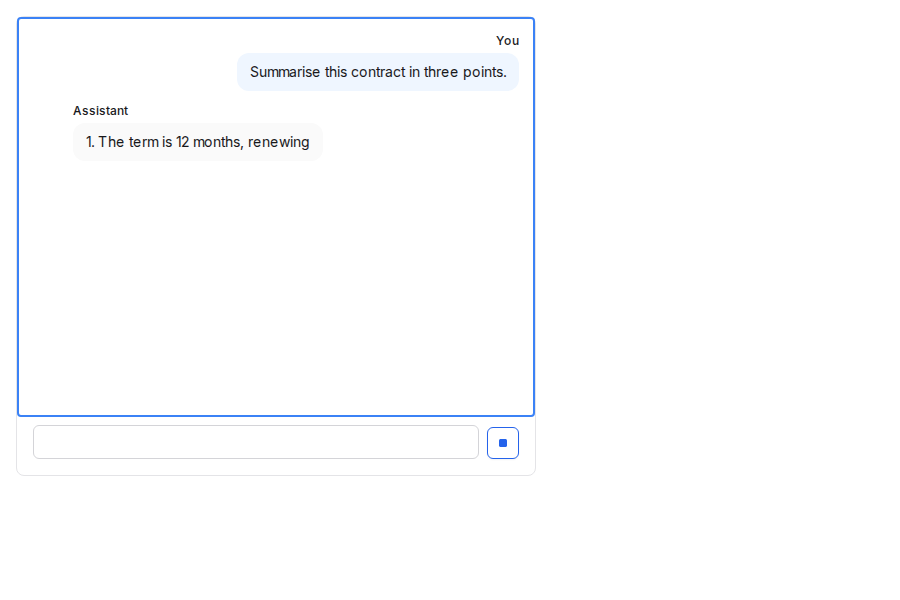 You
Summarise this contract in three points.
Assistant
1. The term is 12 months, renewing